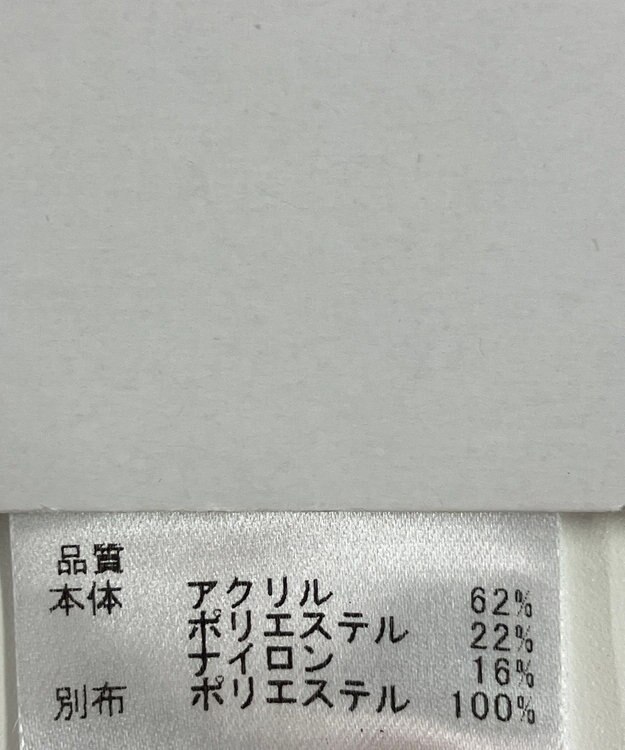 品質
本体 アクリル 62%
ポリエステル 22%
ナイロン 16%
別布 ポリエステル 100%